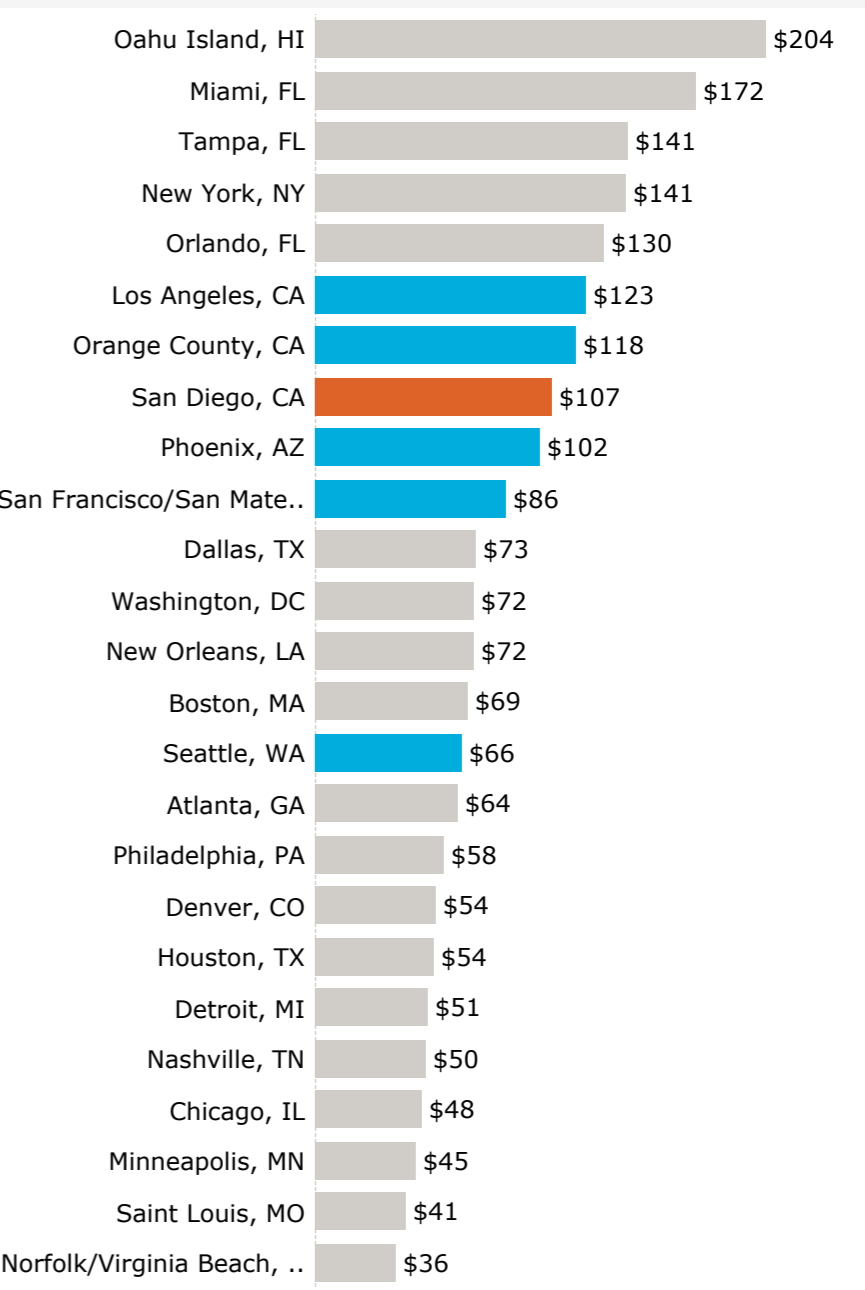 Oahu Island, HI $204
Miami, FL $172
Tampa, FL $141
New York, NY $141
Orlando, FL $130
Los Angeles, CA $123
Orange County, CA $118
San Diego, CA $107
Phoenix, AZ $102
San Francisco/San Mate.. $86
Dallas, TX $73
Washington, DC $72
New Orleans, LA $72
Boston, MA $69
Seattle, WA $66
Atlanta, GA $64
Philadelphia, PA $58
Denver, CO $54
Houston, TX $54
Detroit, MI $51
Nashville, TN $50
Chicago, IL $48
Minneapolis, MN $45
Saint Louis, MO $41
Norfolk/Virginia Beach, .. $36